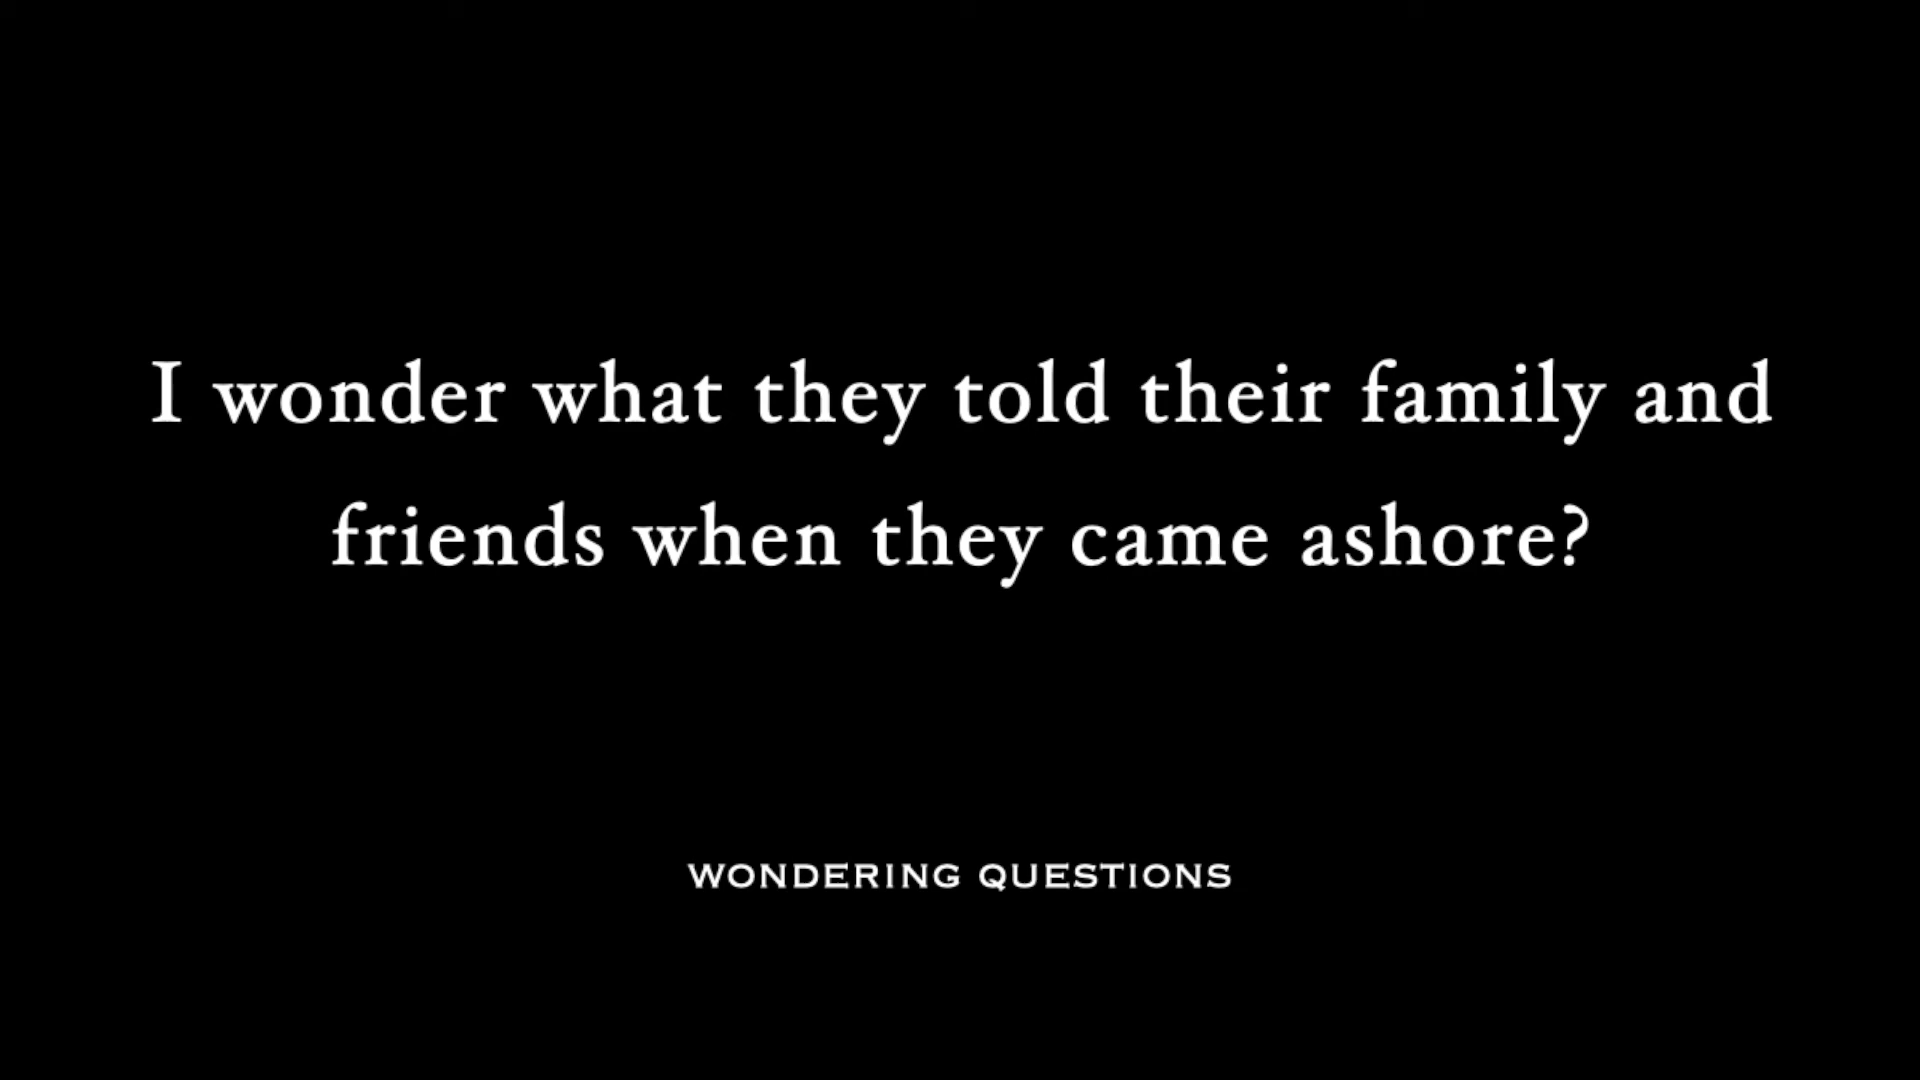 I wonder what they told their family and
friends when they came ashore?
WONDERING QUESTIONS